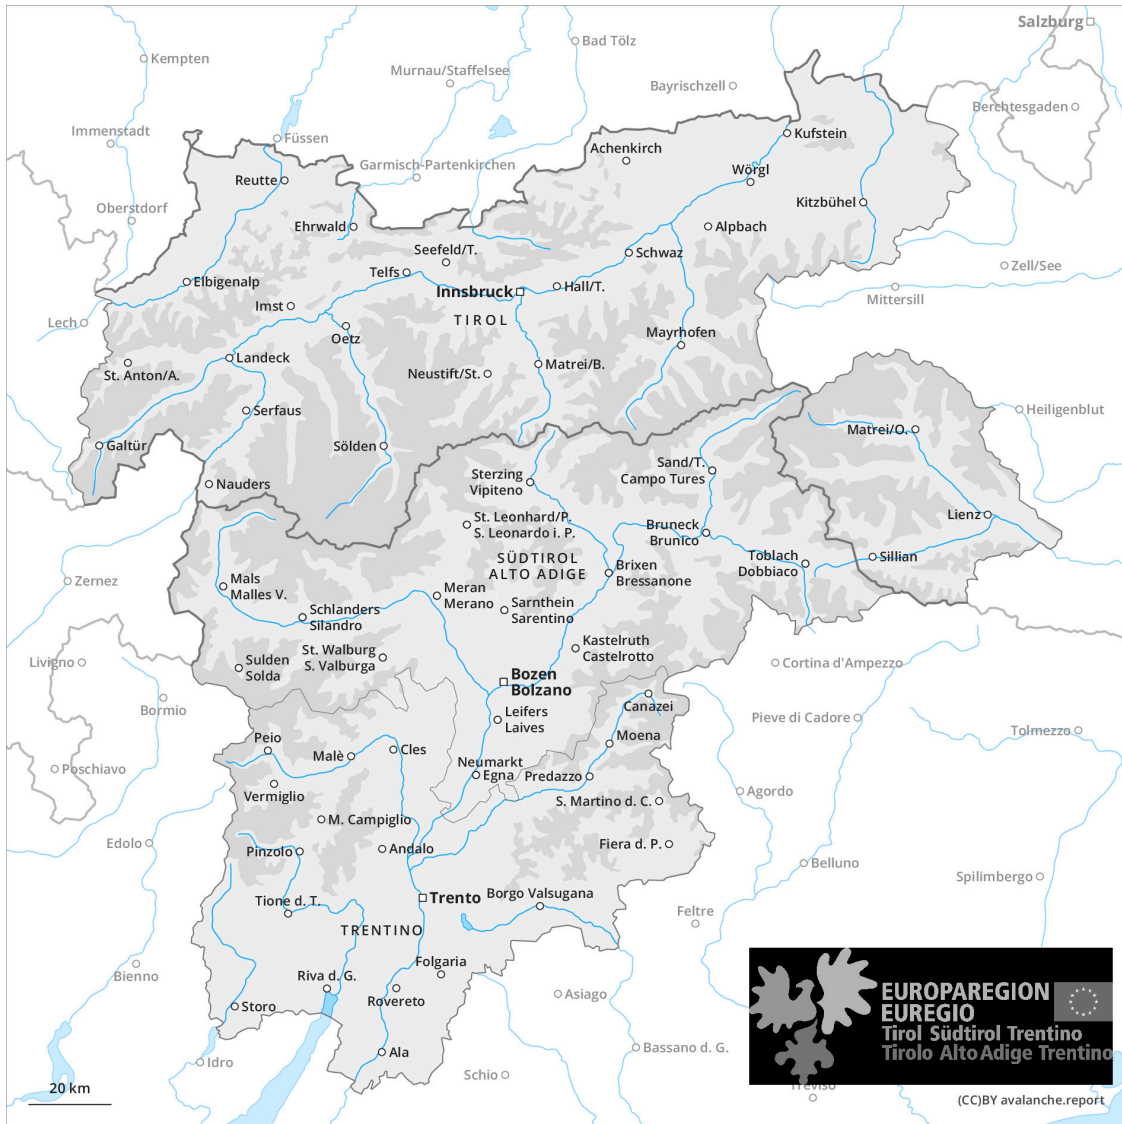 Salzburg
Bad Tölz
Kempten
Murnau/Staffelsee
Bayrischzell
Berchtesgaden
Immenstadt
Füssen
Kufstein
Achenkirch
Garmisch-Partenkirchen
Wörgl
Reutte
Kitzbühel
Oberstdorf
Ehrwald
Alpbach
Seefeld/T.
Schwaz
Telfs
Zell/See
Elbigenalp
Innsbruck
Hall/T.
Mittersill
Imst
TIROL
Lech
Oetz
Mayrhofen
Landeck
Matrei/B.
St. Anton/A.
Neustift/St.
Serfaus
Heiligenblut
Matrei/O.
Galtür
Sölden
Sterzing
Vipiteno
Sand/T.
Campo Tures
Nauders
St. Leonhard/P.
S. Leonardo i. P.
Lienz
Bruneck
Brunico
SÜDTIROL
ALTO ADIGE
Toblach
Dobbiaco
Sillian
Brixen
Bressanone
Zernez
Mals
Malles V.
Meran
Merano
Sarnthein
Sarentino
Schlanders
Silandro
Kastelruth
Castelrotto
St. Walburg
S. Valburga
Livigno
Sulden
Solda
Cortina d'Ampezzo
Bozen
Bolzano
Bormio
Canazei
Leifers
Laives
Pieve di Cadore
Tolmezzo
Peio
Moena
Malè
Cles
Neumarkt
Egna
Predazzo
Poschiavo
Vermiglio
Agordo
S. Martino d. C.
M. Campiglio
Edolo
Pinzolo
Andalo
Fiera d. P.
Belluno
Spilimbergo
Trento
Borgo Valsugana
Tione d. T.
Feltre
TRENTINO
Folgaria
Bienno
Riva d. G.
Rovereto
Asiago
Storo
EUROPAREGION
EUREGIO
Tirol Südtirol Trentino
Tirolo Alto Adige Trentino
Ala
Bassano d. G.
Idro
Schio
Treviso
20 km
(CC)BY avalanche.report